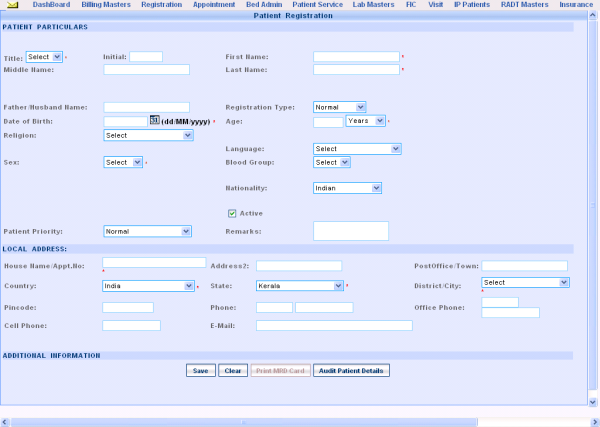 DashBoard Billing Masters Registration Appointment Bed Admin Patient Service Lab Masters FIC Visit IP Patients RADT Masters Insurance
Patient Registration
PATIENT PARTICULARS
Title: Select * Initial: First Name: *
Middle Name: Last Name: *
Father/Husband Name: Registration Type: Normal
Date of Birth: 31 (dd/MM/yyyy) * Age: Years *
Religion: Select
Language: Select
Sex: Select * Blood Group: Select
Nationality: Indian
Active
Patient Priority: Normal Remarks:
LOCAL ADDRESS:
House Name/Appt.No: * Address2: PostOffice/Town:
Country: India * State: Kerala * District/City: Select *
Pincode: Phone: Office Phone:
Cell Phone: E-Mail:
ADDITIONAL INFORMATION
Save Clear Print MRD Card Audit Patient Details